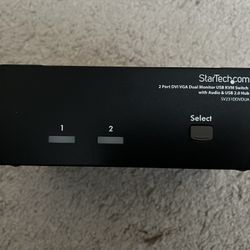 StarTech.com
2 Port DVI VGA Dual Monitor USB KVM Switch
with Audio & USB 2.0 Hub
SV231DDVDUA
Select
1 2